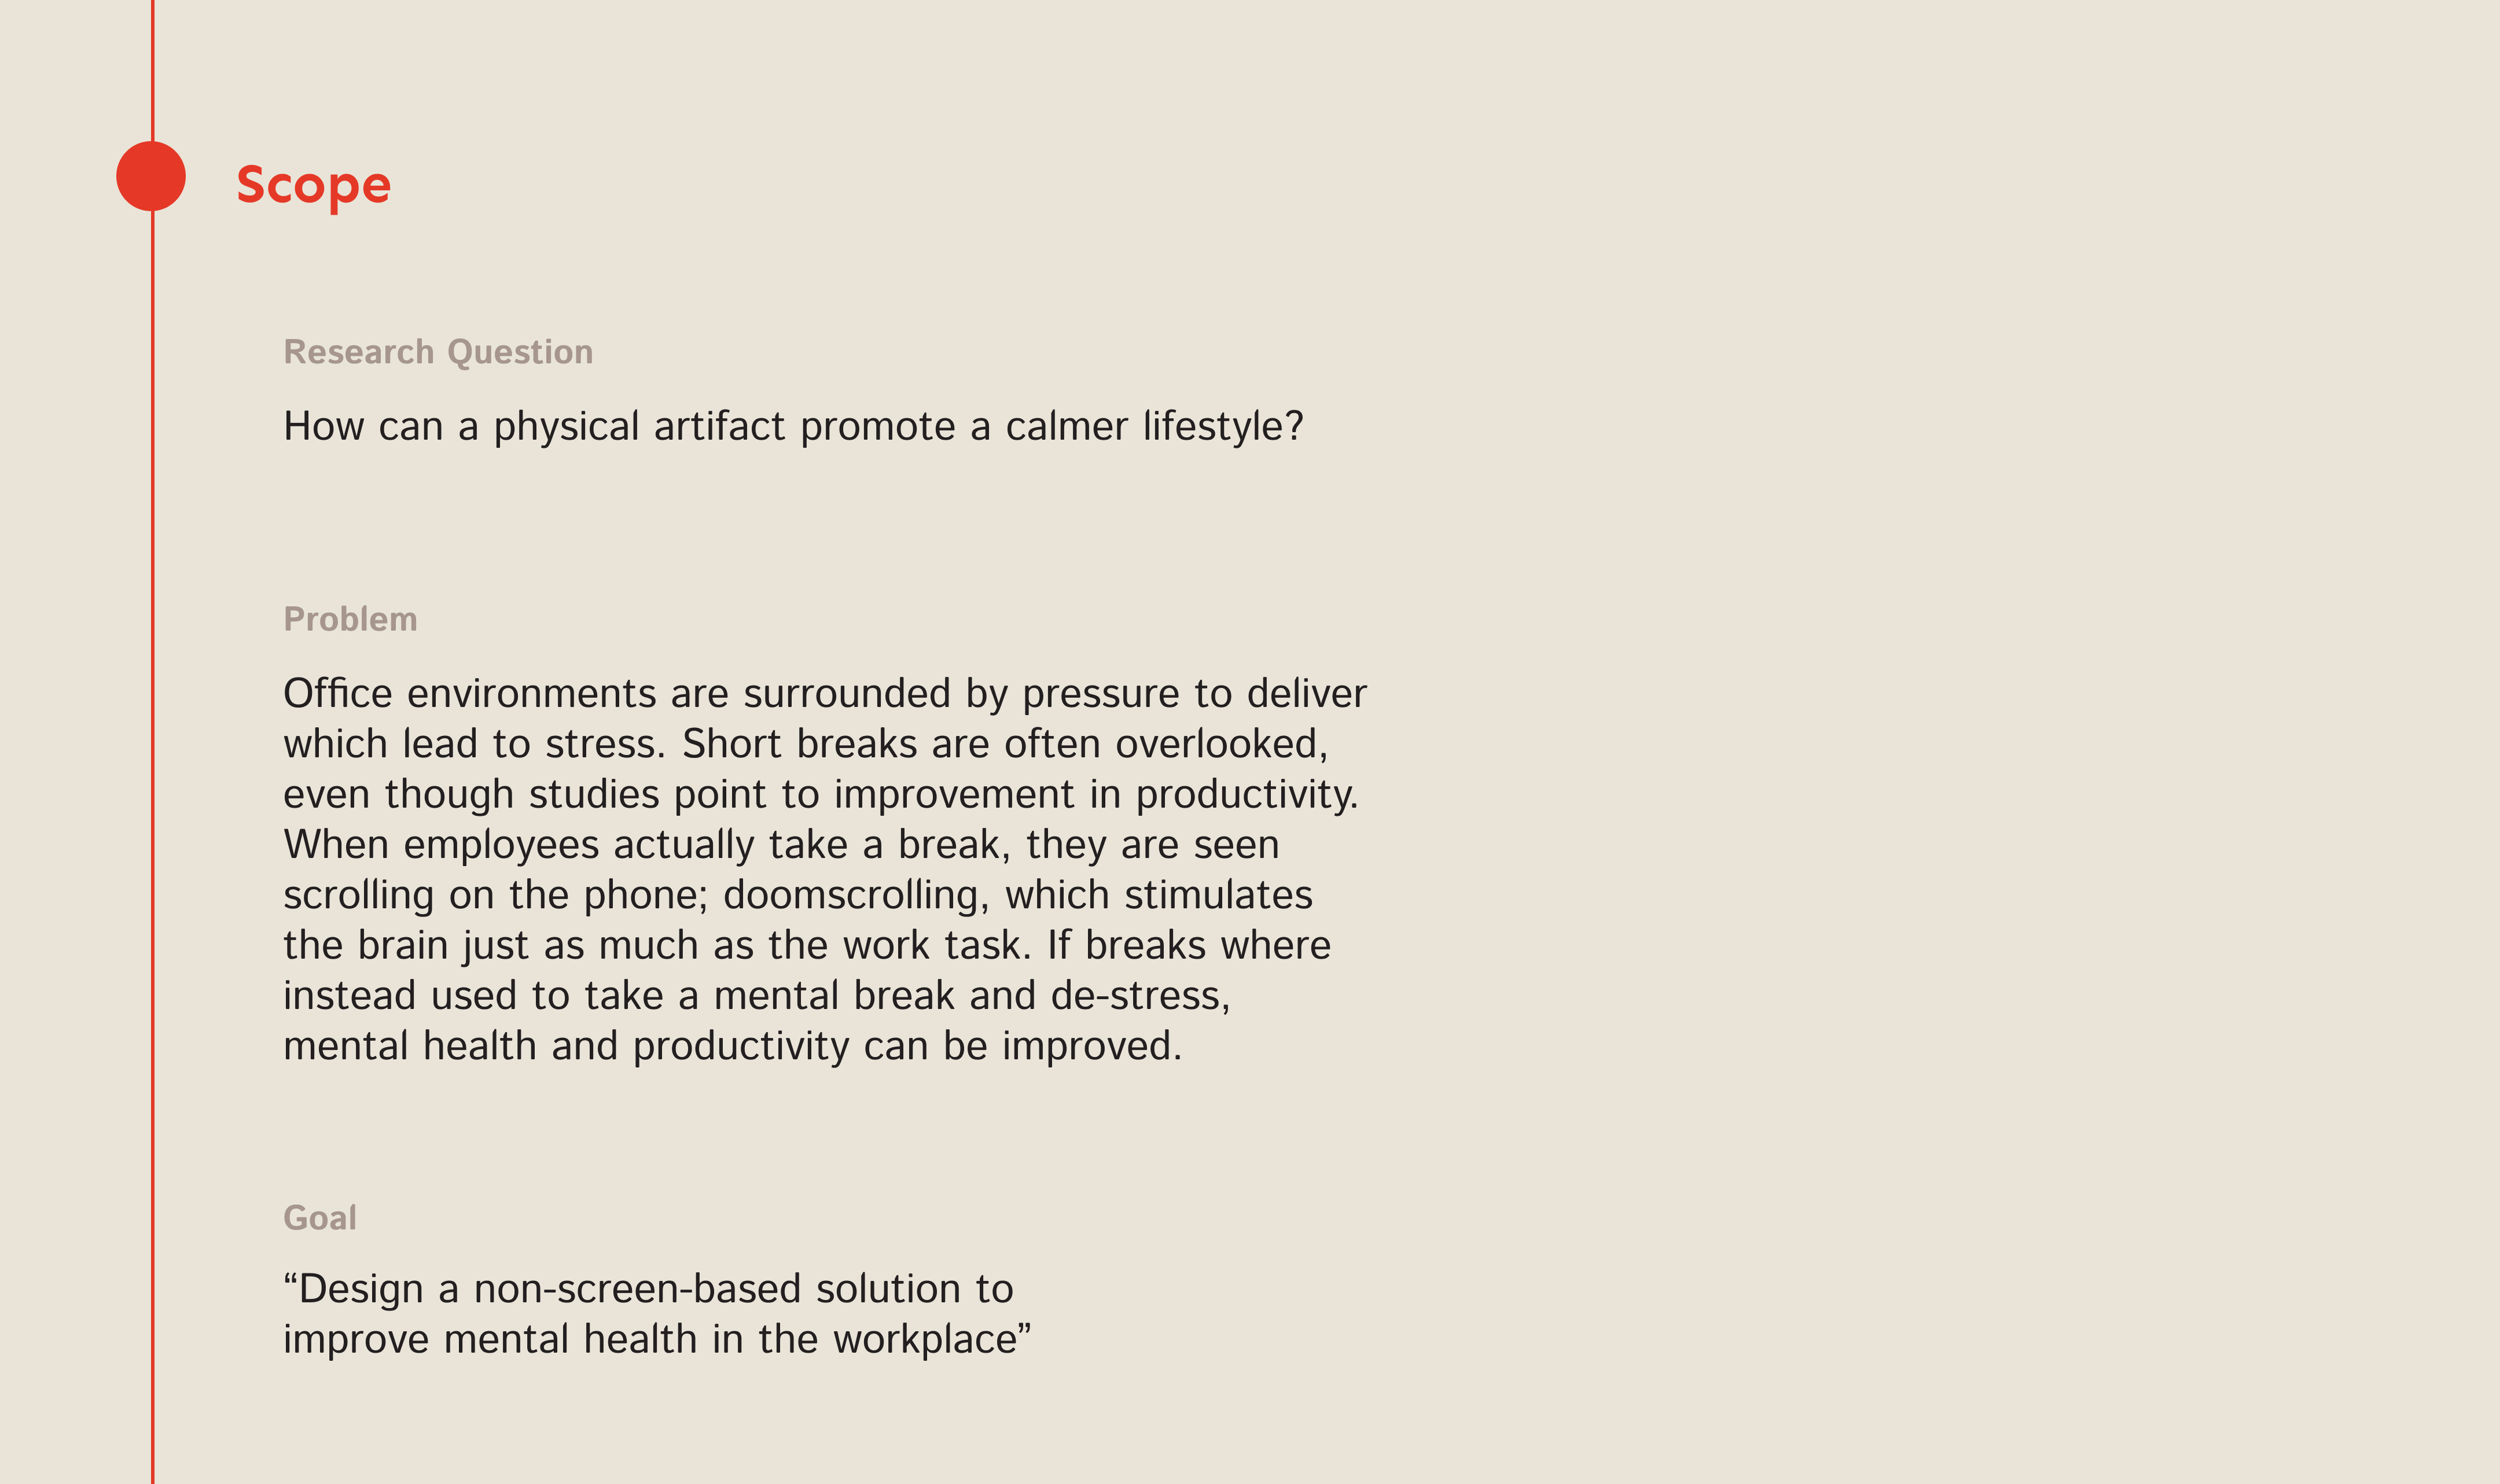 Scope
Research Question
How can a physical artifact promote a calmer lifestyle?
Problem
Office environments are surrounded by pressure to deliver
which lead to stress. Short breaks are often overlooked,
even though studies point to improvement in productivity.
When employees actually take a break, they are seen
scrolling on the phone; doomscrolling, which stimulates
the brain just as much as the work task. If breaks where
instead used to take a mental break and de-stress,
mental health and productivity can be improved.
Goal
“Design a non-screen-based solution to
improve mental health in the workplace”